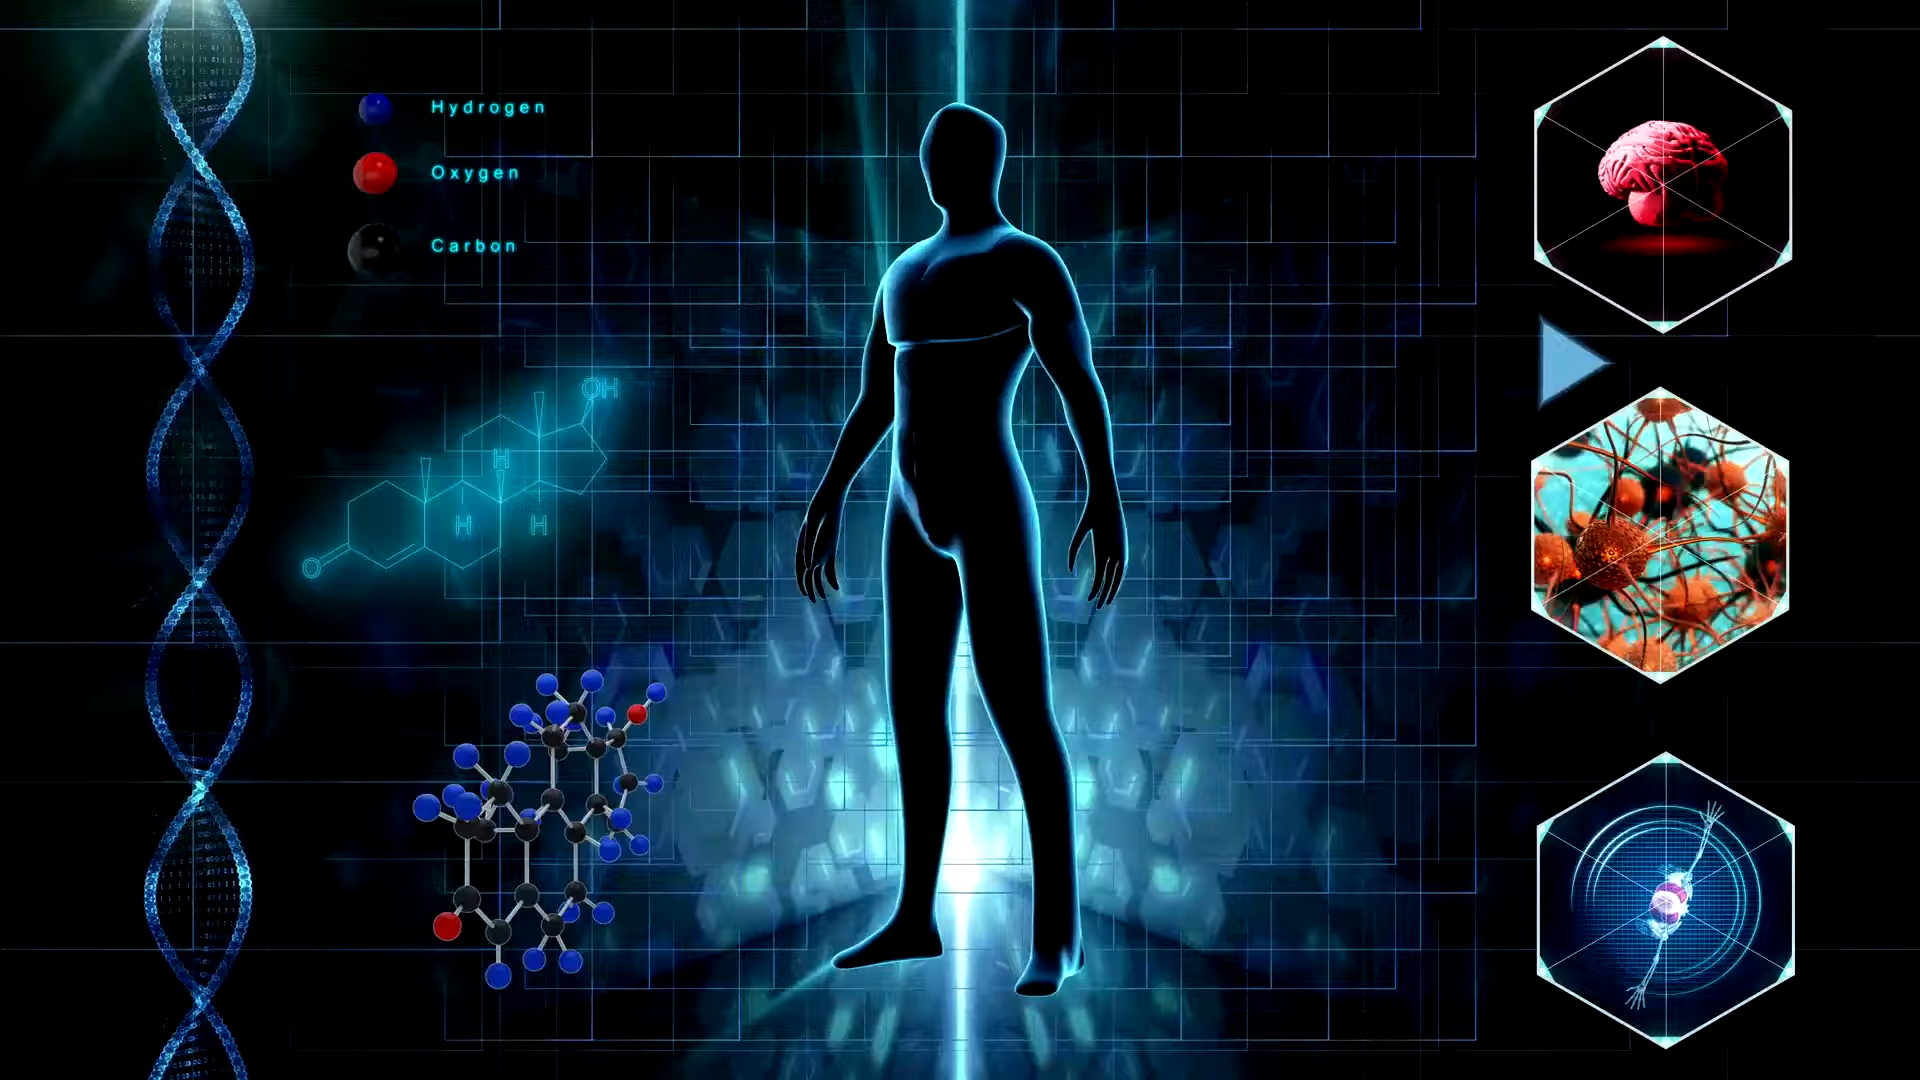 Hydrogen
Oxygen
Carbon
OH
H
H H
O